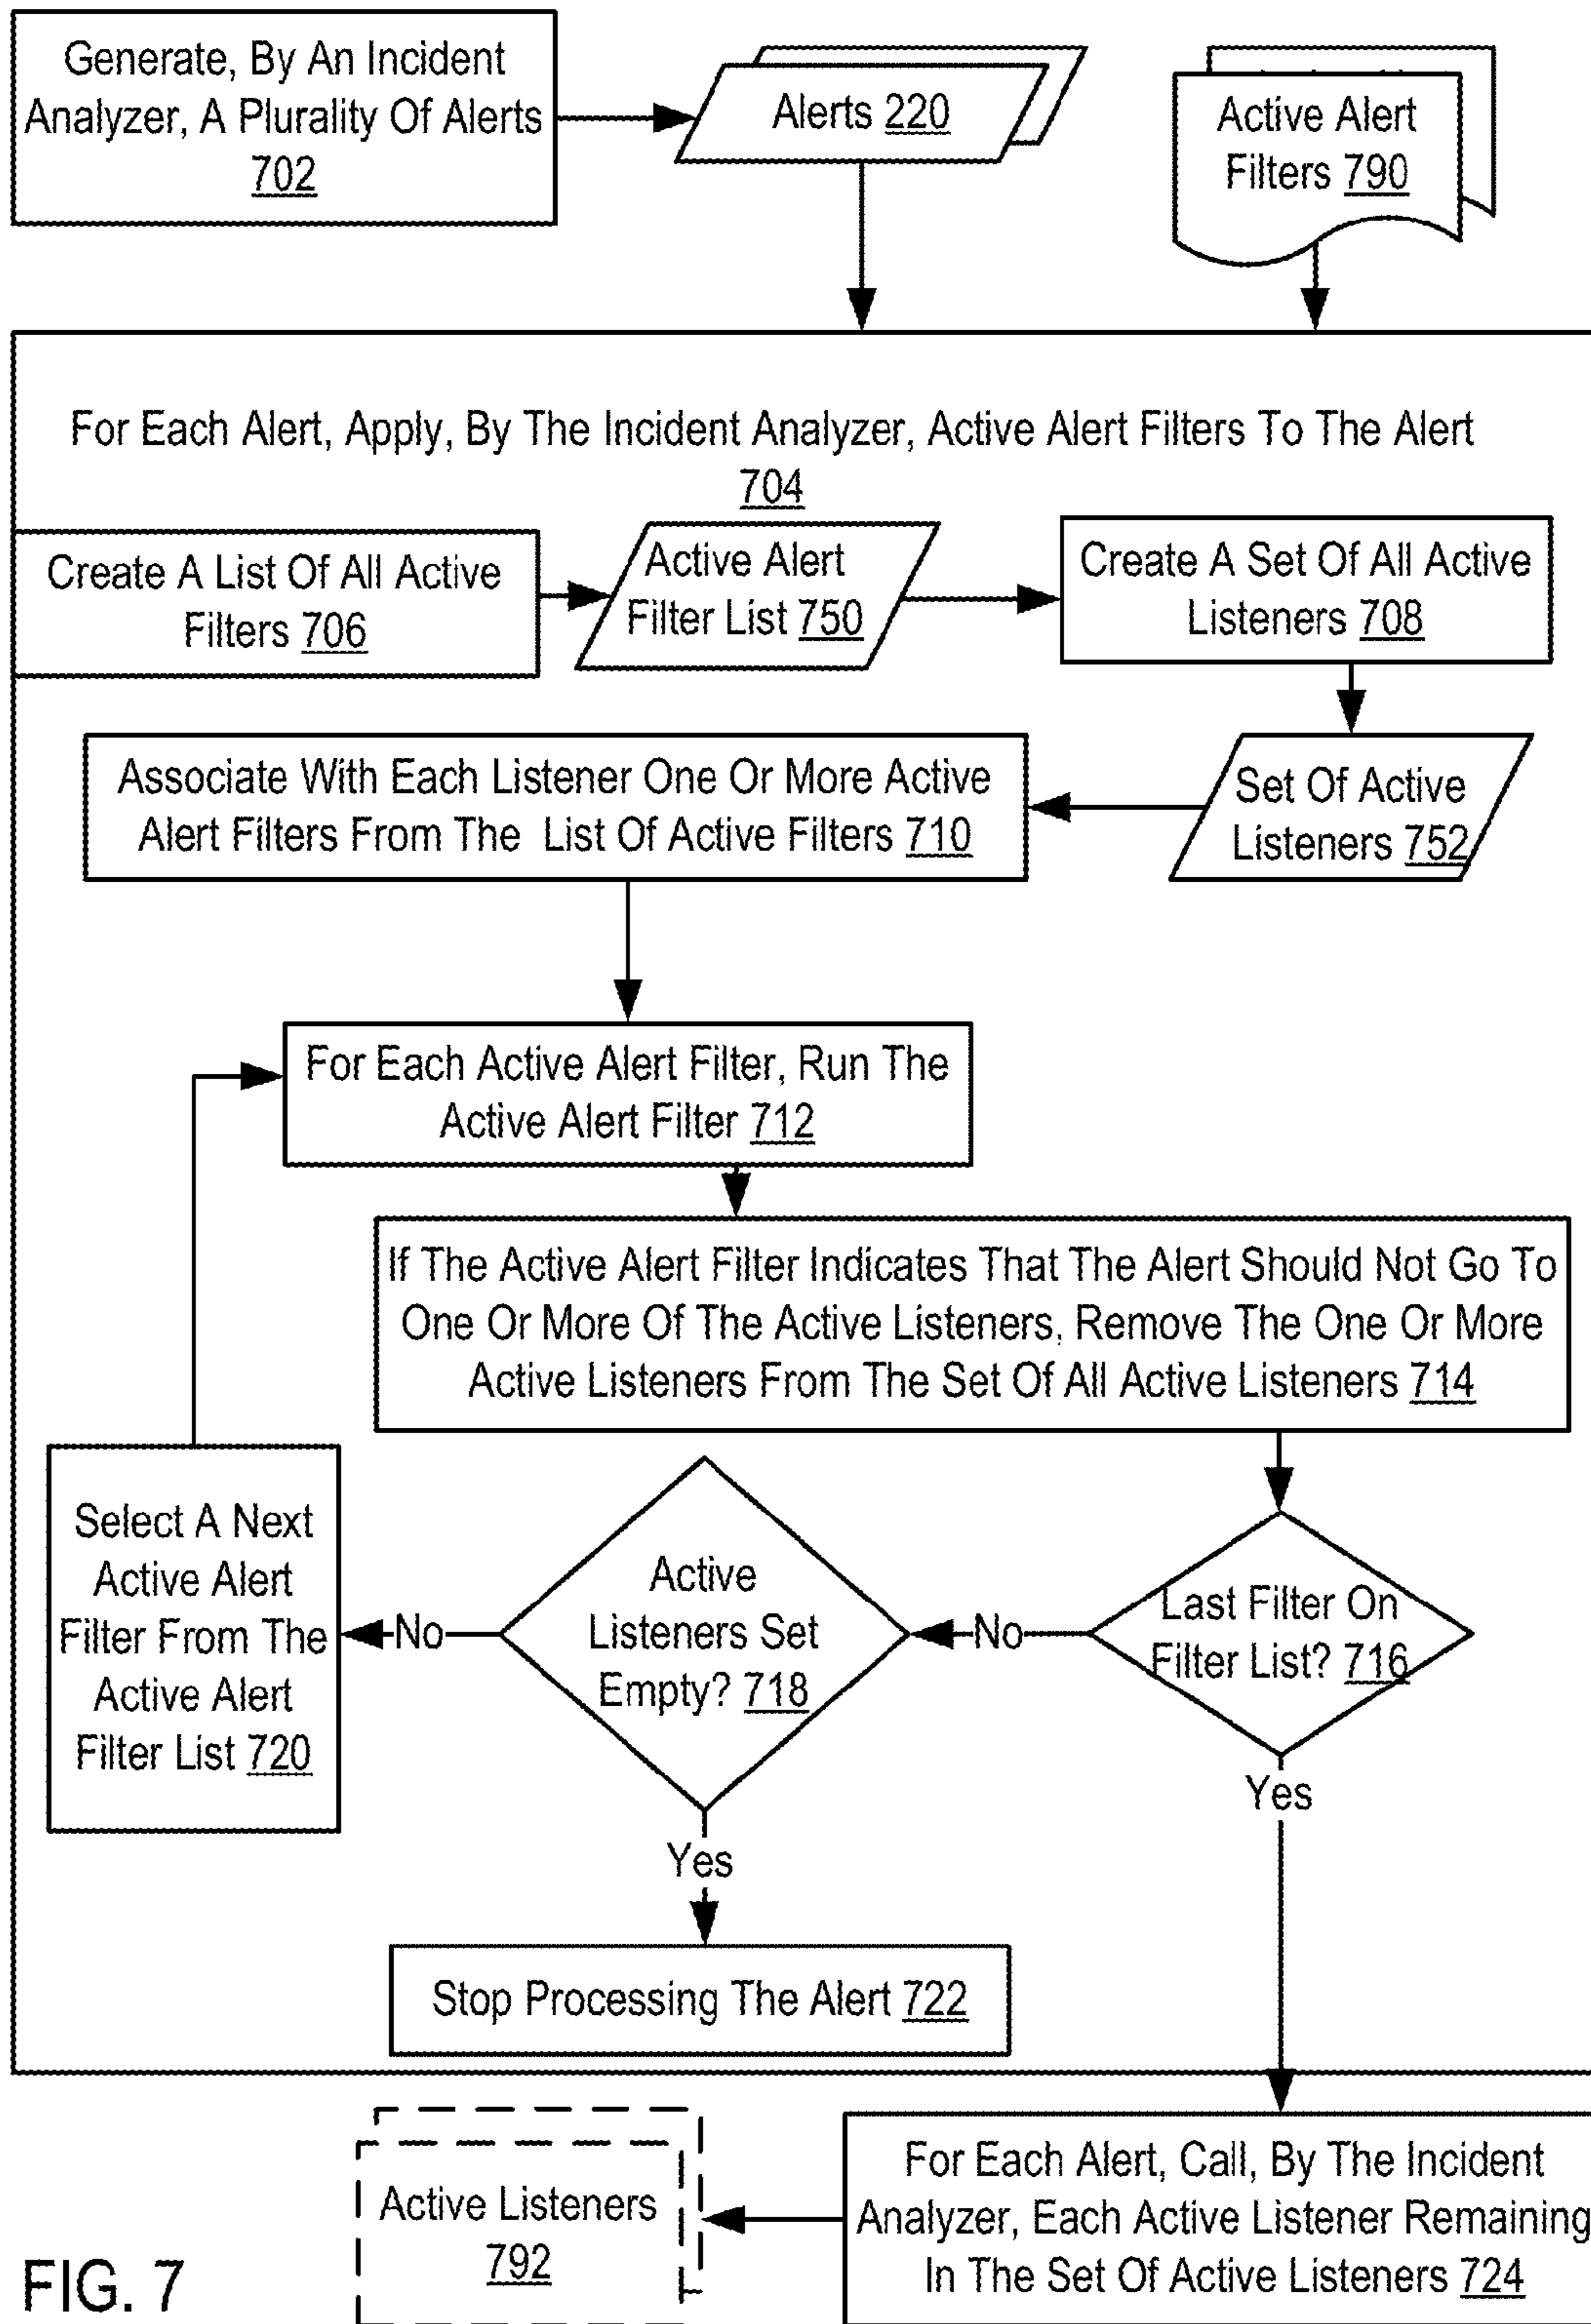 Generate, By An Incident
Analyzer, A Plurality Of Alerts
702
Alerts 220
Active Alert
Filters 790
For Each Alert, Apply, By The Incident Analyzer, Active Alert Filters To The Alert
704
Create A List Of All Active
Filters 706
Active Alert
Filter List 750
Create A Set Of All Active
Listeners 708
Set Of Active
Listeners 752
Associate With Each Listener One Or More Active
Alert Filters From The List Of Active Filters 710
For Each Active Alert Filter, Run The
Active Alert Filter 712
If The Active Alert Filter Indicates That The Alert Should Not Go To
One Or More Of The Active Listeners, Remove The One Or More
Active Listeners From The Set Of All Active Listeners 714
Last Filter On
Filter List? 716
No
Active
Listeners Set
Empty? 718
No
Select A Next
Active Alert
Filter From The
Active Alert
Filter List 720
Yes
Yes
Stop Processing The Alert 722
For Each Alert, Call, By The Incident
Analyzer, Each Active Listener Remaining
In The Set Of Active Listeners 724
Active Listeners
792
FIG. 7